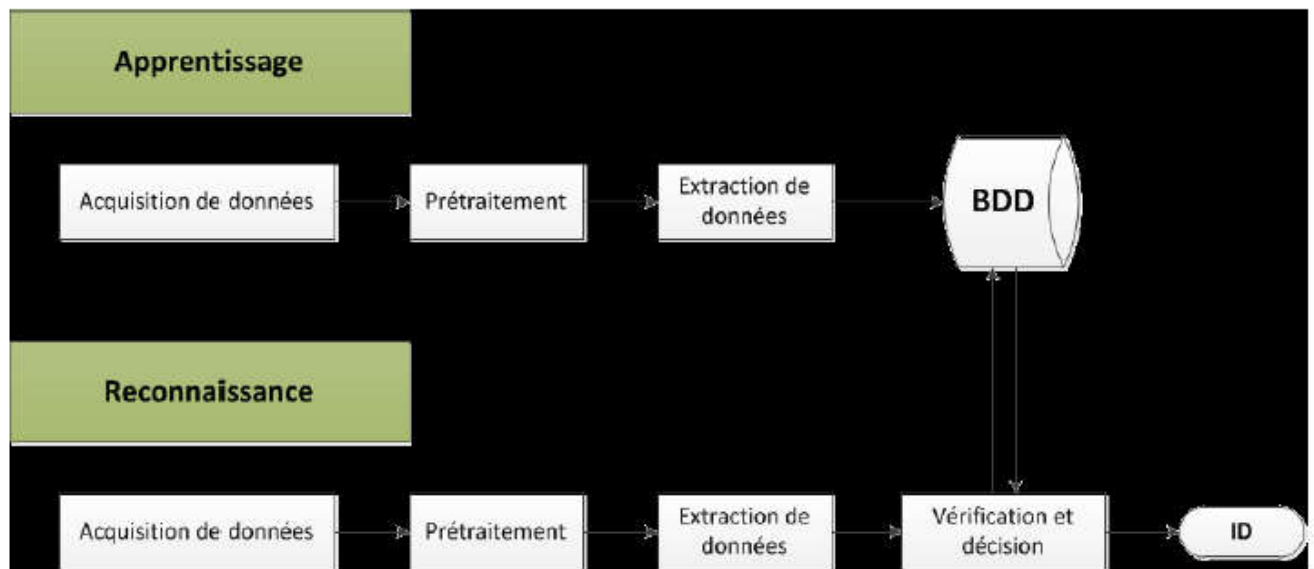 Apprentissage
Acquisition de données
Prétraitement
Extraction de
données
BDD
Reconnaissance
Acquisition de données
Prétraitement
Extraction de
données
Vérification et
décision
ID